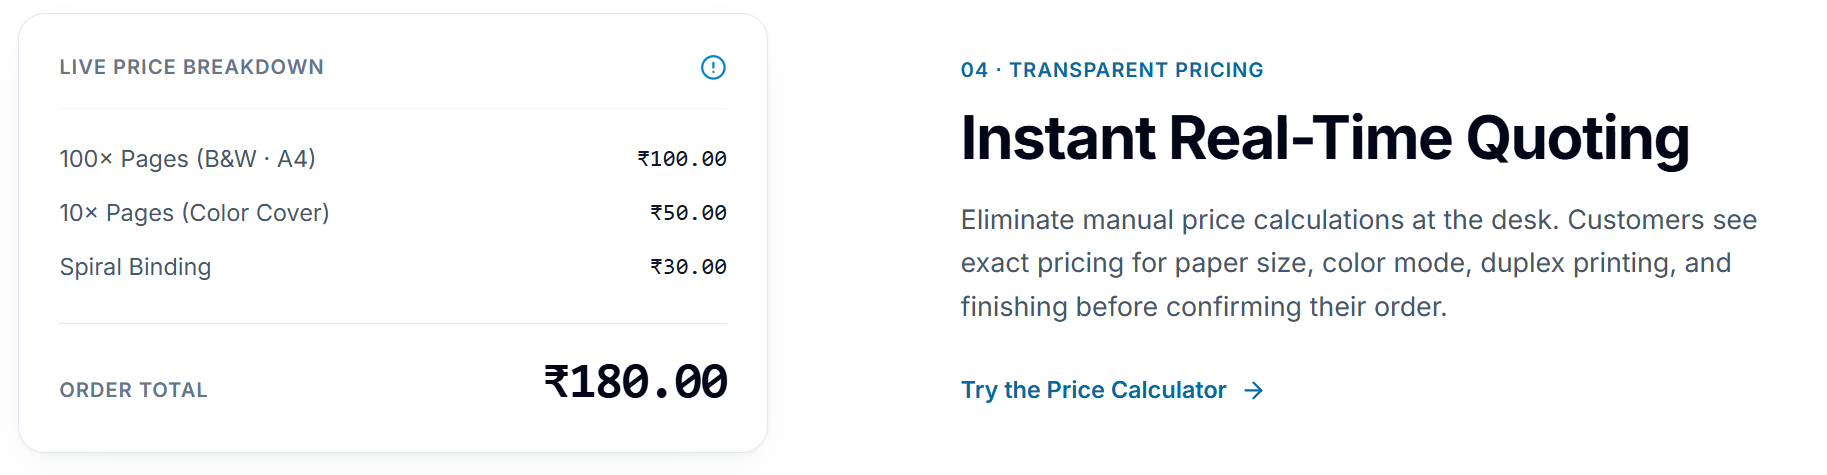 LIVE PRICE BREAKDOWN
100× Pages (B&W · A4) ₹100.00
10× Pages (Color Cover) ₹50.00
Spiral Binding ₹30.00
ORDER TOTAL ₹180.00
04 · TRANSPARENT PRICING
Instant Real-Time Quoting
Eliminate manual price calculations at the desk. Customers see
exact pricing for paper size, color mode, duplex printing, and
finishing before confirming their order.
Try the Price Calculator →